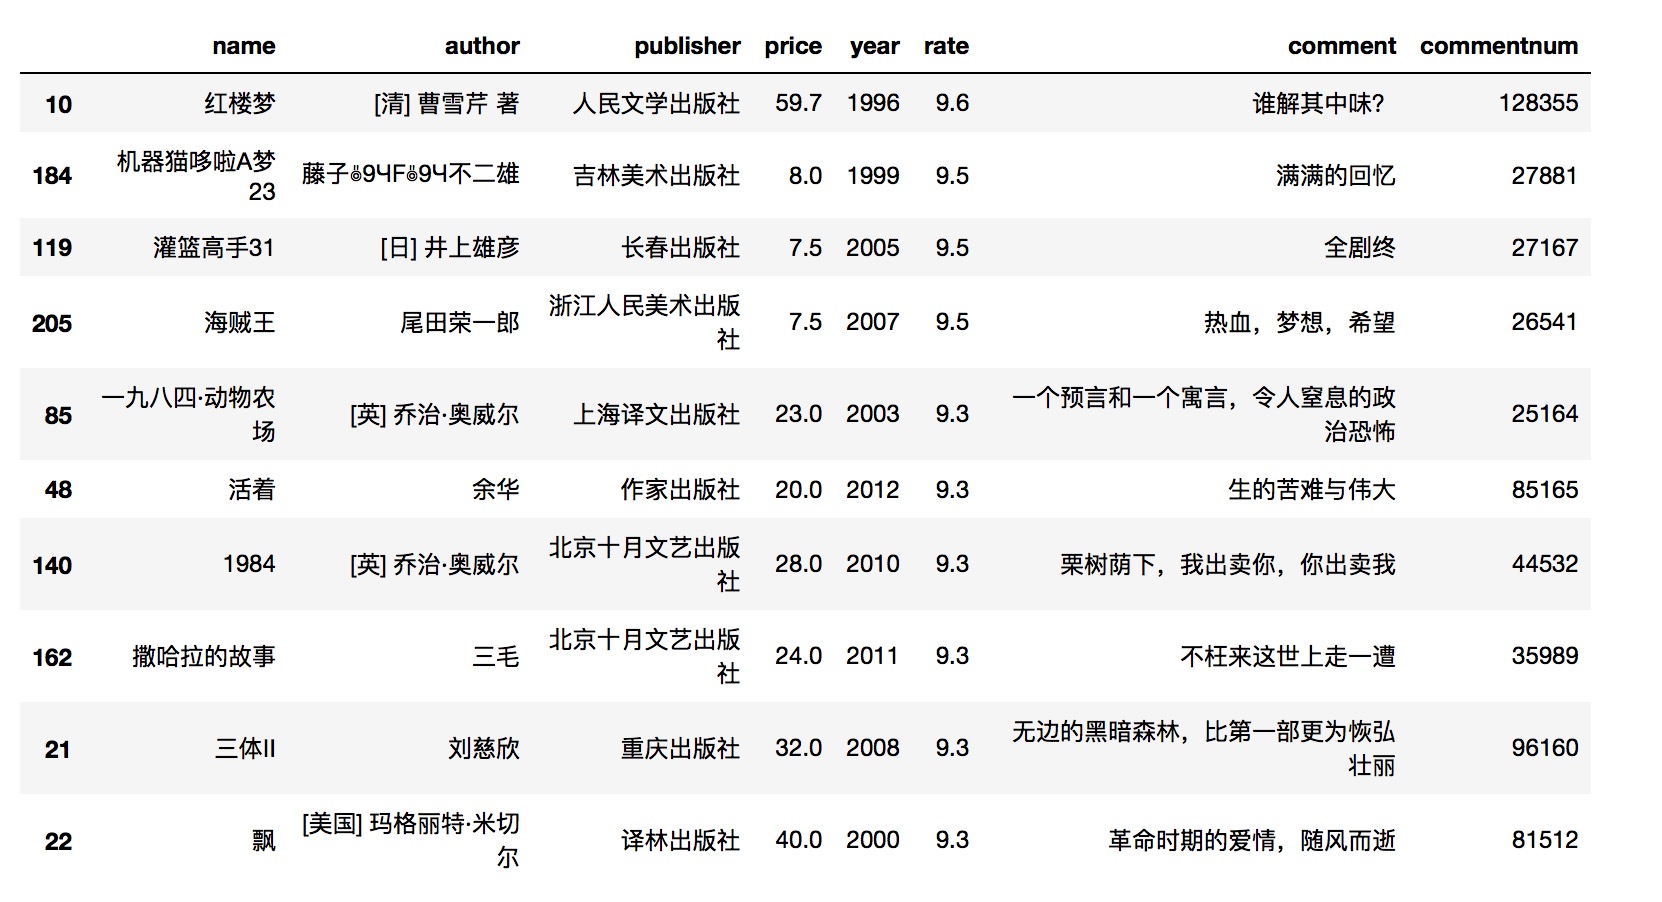 name author publisher price year rate comment commentnum
10 红楼梦 [清] 曹雪芹 著 人民文学出版社 59.7 1996 9.6 谁解其中味？ 128355
机器猫哆啦A梦
184 藤子 F 不二雄 吉林美术出版社 8.0 1999 9.5 满满的回忆 27881
23
119 灌篮高手31 [日] 井上雄彦 长春出版社 7.5 2005 9.5 全剧终 27167
浙江人民美术出版
205 海贼王 尾田荣一郎 7.5 2007 9.5 热血，梦想，希望 26541
社
一九八四·动物农 一个预言和一个寓言，令人窒息的政
85 [英] 乔治·奥威尔 上海译文出版社 23.0 2003 9.3 25164
场 治恐怖
48 活着 余华 作家出版社 20.0 2012 9.3 生的苦难与伟大 85165
北京十月文艺出版
140 1984 [英] 乔治·奥威尔 28.0 2010 9.3 栗树荫下，我出卖你，你出卖我 44532
社
北京十月文艺出版
162 撒哈拉的故事 三毛 24.0 2011 9.3 不枉来这世上走一遭 35989
社
无边的黑暗森林，比第一部更为恢弘
21 三体II 刘慈欣 重庆出版社 32.0 2008 9.3 96160
壮丽
[美国] 玛格丽特·米切
22 飘 译林出版社 40.0 2000 9.3 革命时期的爱情，随风而逝 81512
尔